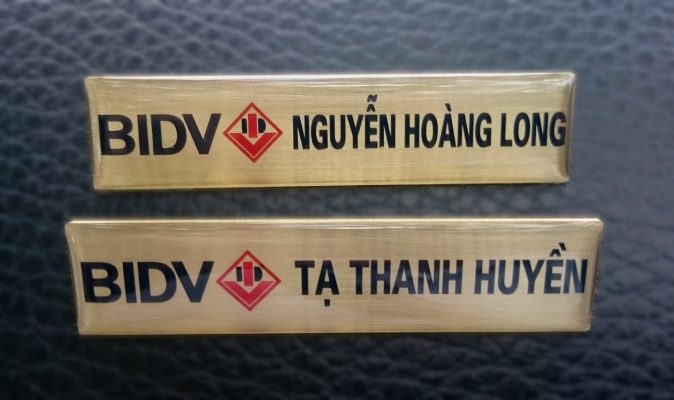 BIDV NGUYỄN HOÀNG LONG
BIDV TẠ THANH HUYỀN